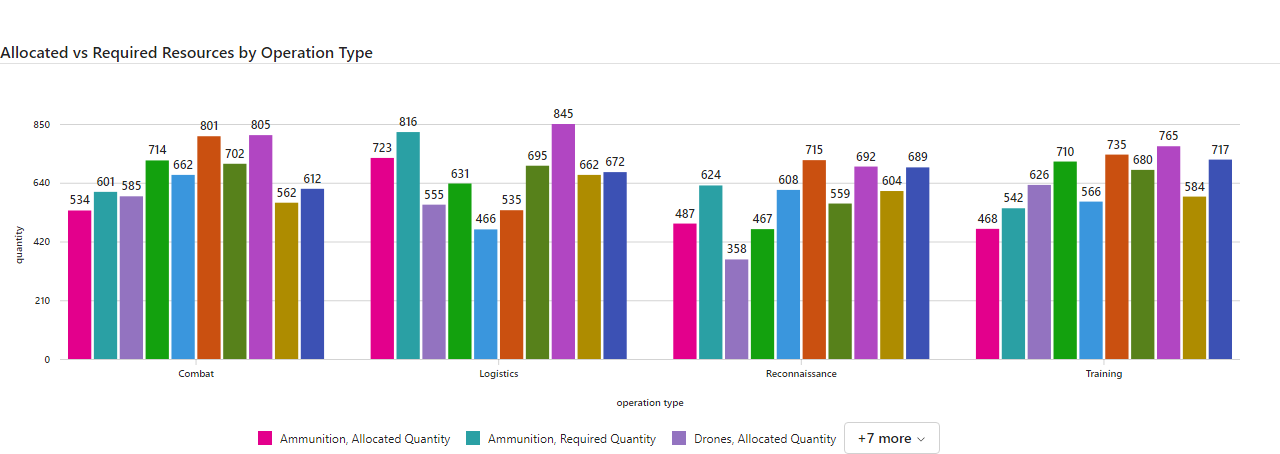 Allocated vs Required Resources by Operation Type
quantity
850
640
420
210
0
534 601 585 714 662 801 702 805 562 612
723 816 555 631 466 535 695 845 662 672
487 624 358 467 608 715 559 692 604 689
468 542 626 710 566 735 680 765 584 717
Combat Logistics Reconnaissance Training
operation type
Ammunition, Allocated Quantity Ammunition, Required Quantity Drones, Allocated Quantity +7 more